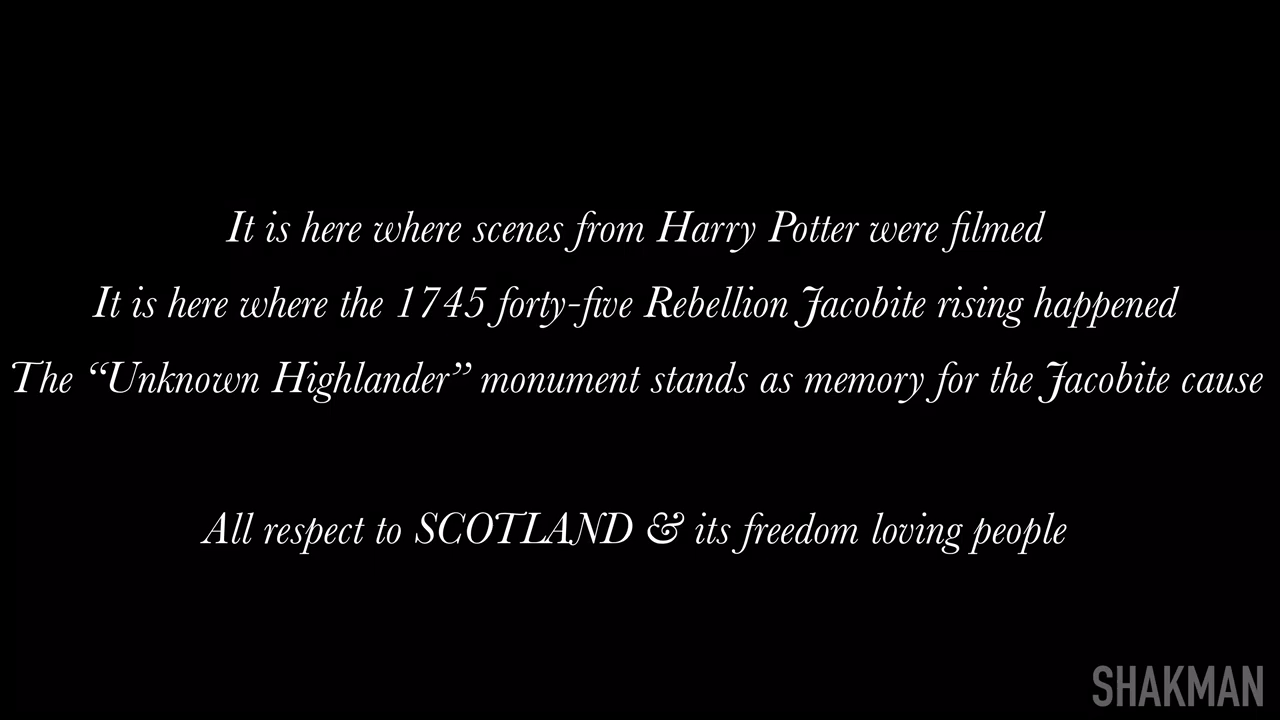 It is here where scenes from Harry Potter were filmed
It is here where the 1745 forty-five Rebellion Jacobite rising happened
The “Unknown Highlander” monument stands as memory for the Jacobite cause
All respect to SCOTLAND & its freedom loving people
SHAKMAN